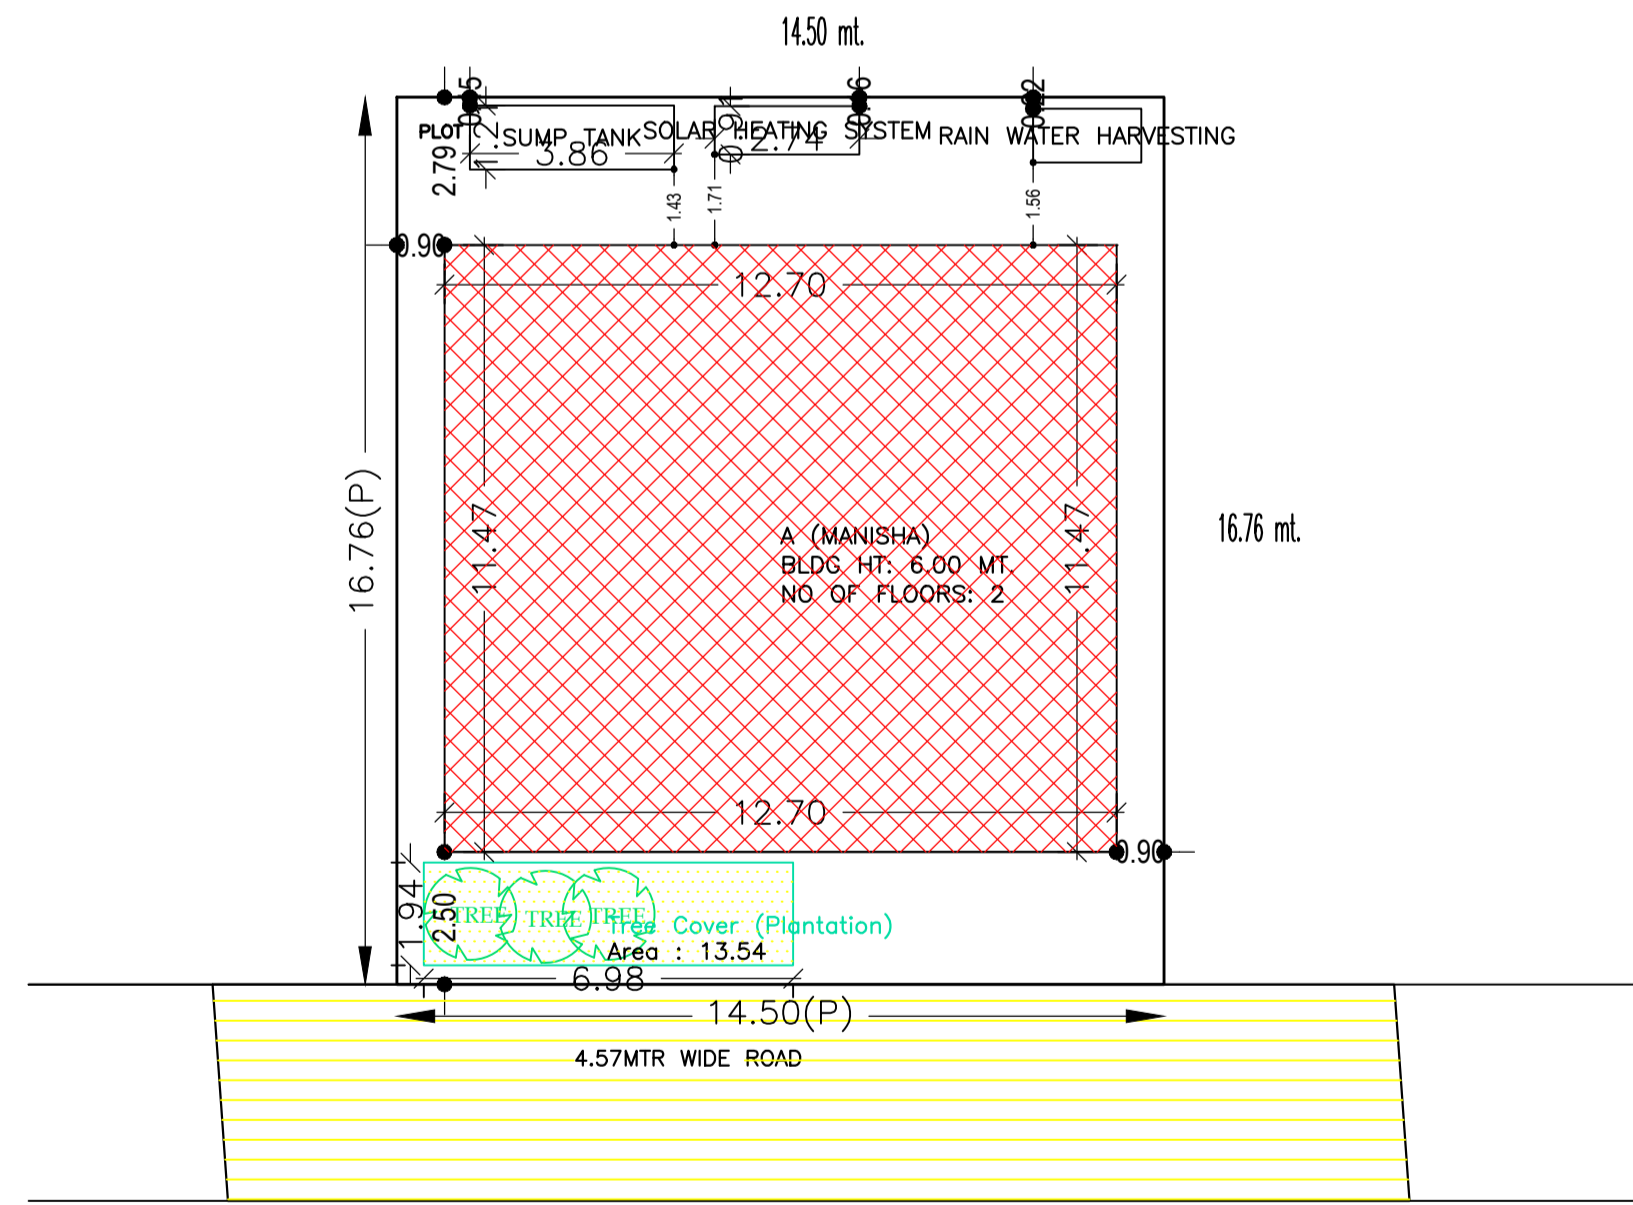 14.50 mt.
PLOT
SUMP TANK
SOLAR HEATING SYSTEM
RAIN WATER HARVESTING
0.91
3.86
2.74
2.79
1.43
1.71
1.56
0.90
12.70
16.76(P)
11.47
A (MANISHA)
BLDG HT: 6.00 MT.
NO OF FLOORS: 2
11.47
16.76 mt.
12.70
0.90
1.94
2.50
TREE
TREE
TREE
Tree Cover (Plantation)
Area : 13.54
6.98
14.50(P)
4.57MTR WIDE ROAD